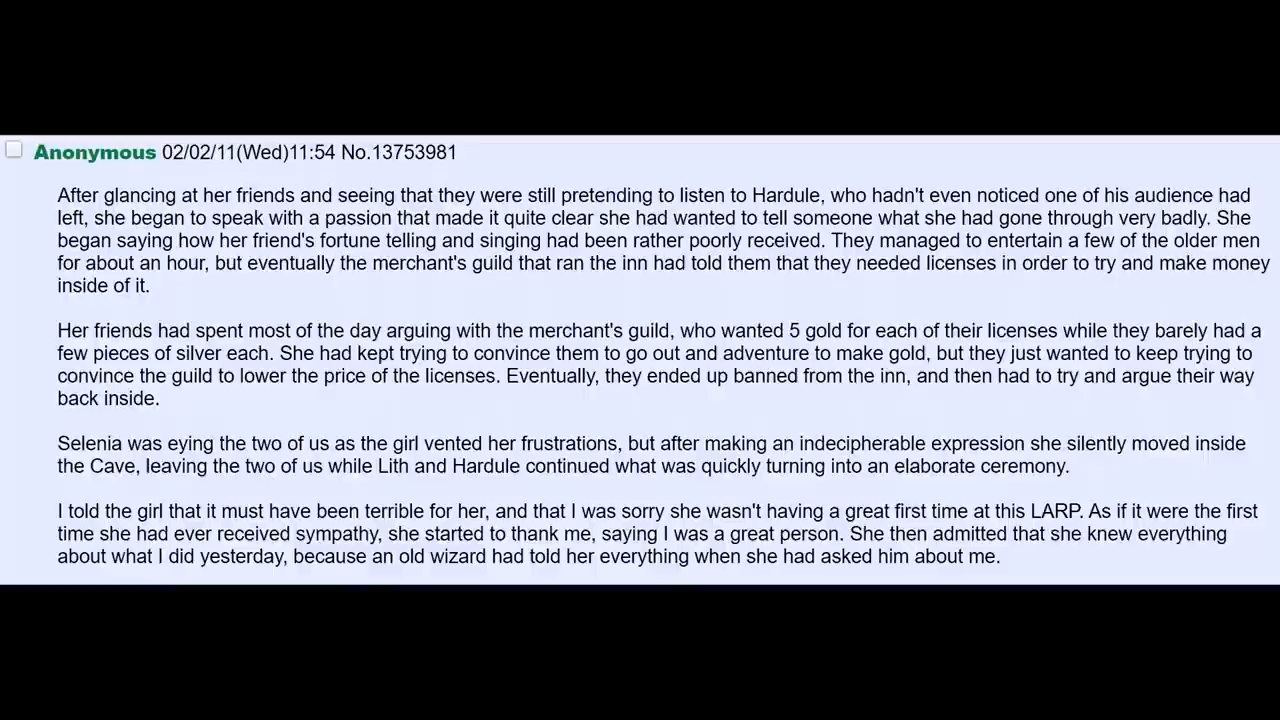 Anonymous 02/02/11(Wed)11:54 No.13753981
After glancing at her friends and seeing that they were still pretending to listen to Hardule, who hadn't even noticed one of his audience had
left, she began to speak with a passion that made it quite clear she had wanted to tell someone what she had gone through very badly. She
began saying how her friend's fortune telling and singing had been rather poorly received. They managed to entertain a few of the older men
for about an hour, but eventually the merchant's guild that ran the inn had told them that they needed licenses in order to try and make money
inside of it.
Her friends had spent most of the day arguing with the merchant's guild, who wanted 5 gold for each of their licenses while they barely had a
few pieces of silver each. She had kept trying to convince them to go out and adventure to make gold, but they just wanted to keep trying to
convince the guild to lower the price of the licenses. Eventually, they ended up banned from the inn, and then had to try and argue their way
back inside.
Selenia was eying the two of us as the girl vented her frustrations, but after making an indecipherable expression she silently moved inside
the Cave, leaving the two of us while Lith and Hardule continued what was quickly turning into an elaborate ceremony.
I told the girl that it must have been terrible for her, and that I was sorry she wasn't having a great first time at this LARP. As if it were the first
time she had ever received sympathy, she started to thank me, saying I was a great person. She then admitted that she knew everything
about what I did yesterday, because an old wizard had told her everything when she had asked him about me.